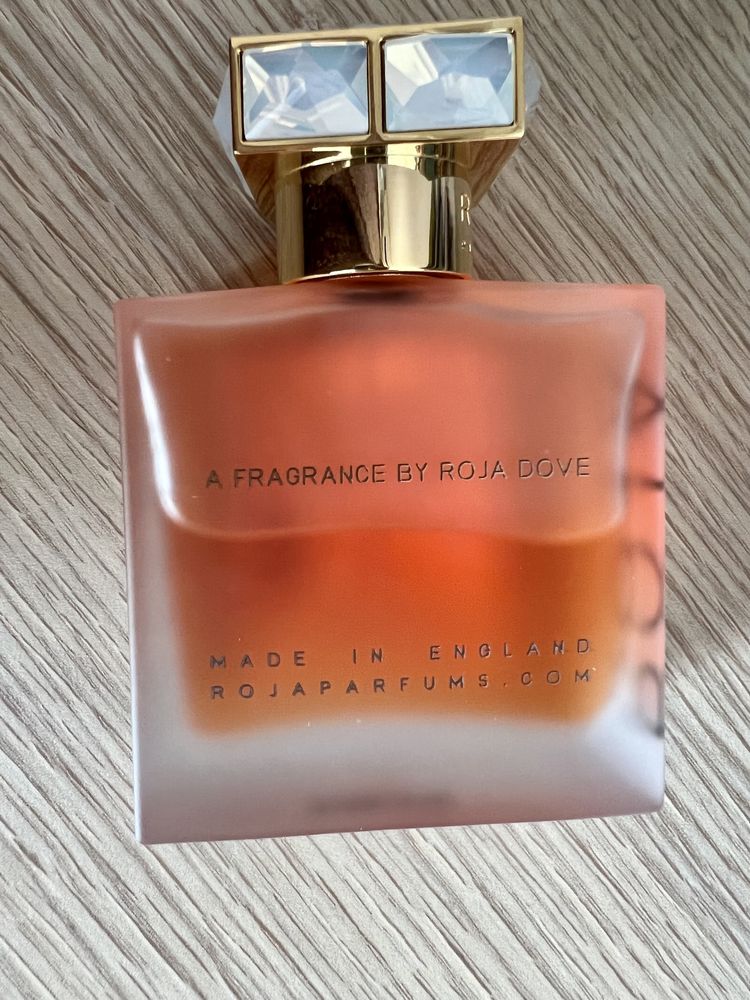 A FRAGRANCE BY ROJA DOVE
MADE IN ENGLAND
ROJAPARFUMS.COM